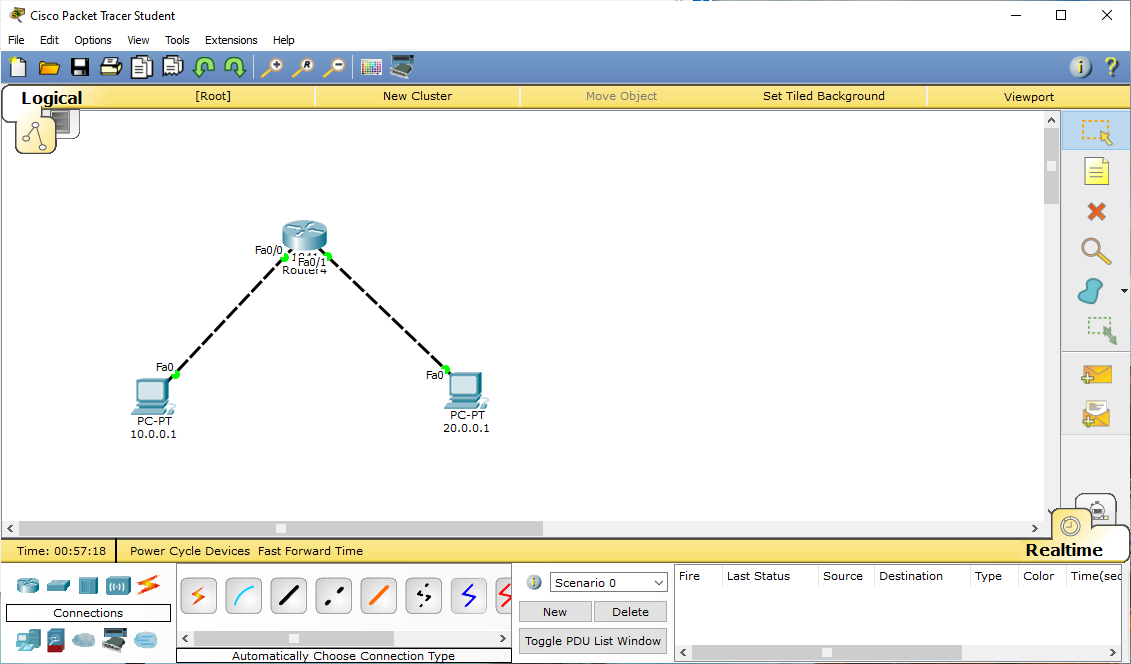 Cisco Packet Tracer Student
File Edit Options View Tools Extensions Help
Logical [Root] New Cluster Move Object Set Tiled Background Viewport
Fa0/0
Fa0/1
Router4
Fa0
PC-PT
10.0.0.1
Fa0
PC-PT
20.0.0.1
Time: 00:57:18 Power Cycle Devices Fast Forward Time
Realtime
Connections
Automatically Choose Connection Type
Scenario 0
New Delete
Toggle PDU List Window
Fire Last Status Source Destination Type Color Time(sec